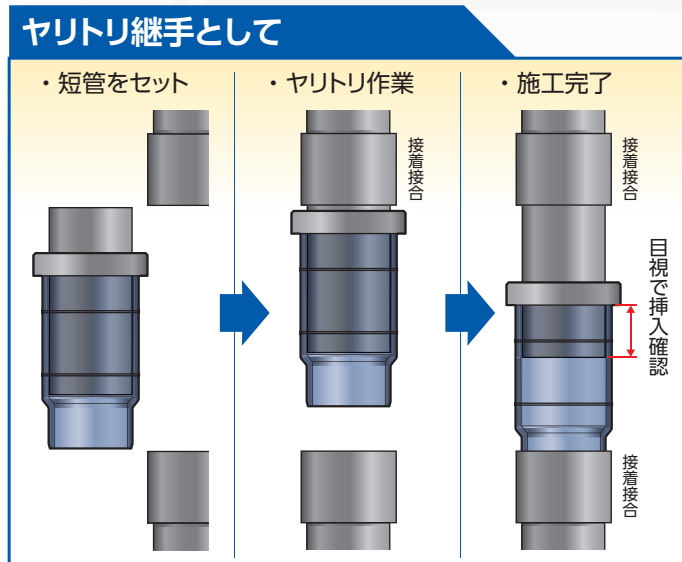 ヤリトリ継手として
・短管をセット
・ヤリトリ作業
・施工完了
接着接合
接着接合
目視で挿入確認
接着接合